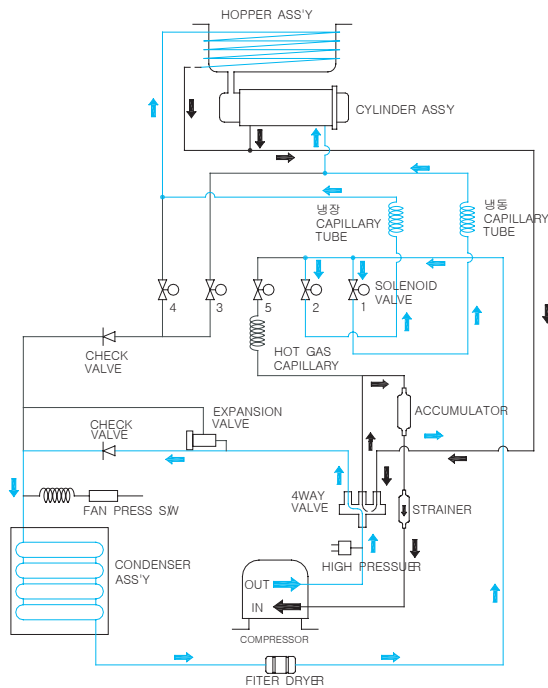 HOPPER ASS'Y
CYLINDER ASS'Y
냉장
CAPILLARY
TUBE
냉동
CAPILLARY
TUBE
SOLENOID
VALVE
4
3
5
2
1
HOT GAS
CAPILLARY
CHECK
VALVE
ACCUMULATOR
EXPANSION
VALVE
CHECK
VALVE
4WAY
VALVE
STRAINER
FAN PRESS S/W
HIGH PRESSUER
CONDENSER
ASS'Y
OUT
IN
COMPRESSOR
FITER DRYER